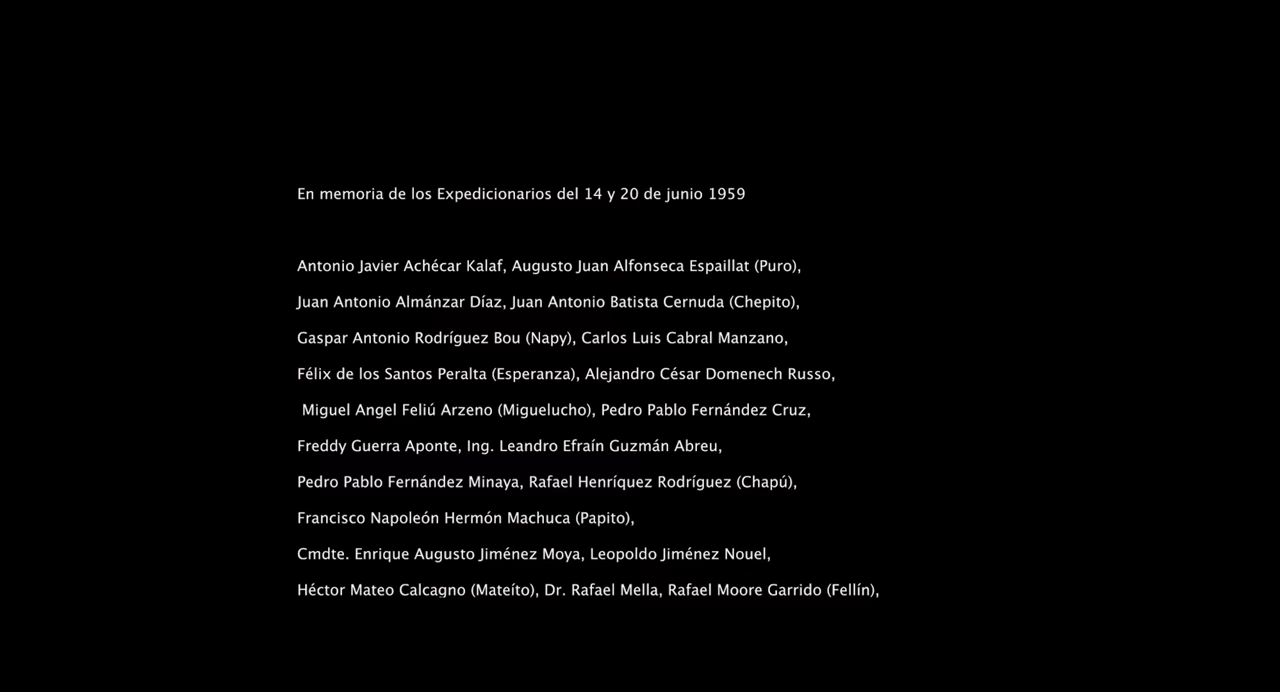 En memoria de los Expedicionarios del 14 y 20 de junio 1959
Antonio Javier Achécar Kalaf, Augusto Juan Alfonseca Espaillat (Puro),
Juan Antonio Almánzar Díaz, Juan Antonio Batista Cernuda (Chepito),
Gaspar Antonio Rodríguez Bou (Napy), Carlos Luis Cabral Manzano,
Félix de los Santos Peralta (Esperanza), Alejandro César Domenech Russo,
Miguel Angel Feliú Arzeno (Miguelucho), Pedro Pablo Fernández Cruz,
Freddy Guerra Aponte, Ing. Leandro Efraín Guzmán Abreu,
Pedro Pablo Fernández Minaya, Rafael Henríquez Rodríguez (Chapú),
Francisco Napoleón Hermón Machuca (Papito),
Cmdte. Enrique Augusto Jiménez Moya, Leopoldo Jiménez Nouel,
Héctor Mateo Calcagno (Mateíto), Dr. Rafael Mella, Rafael Moore Garrido (Fellín),